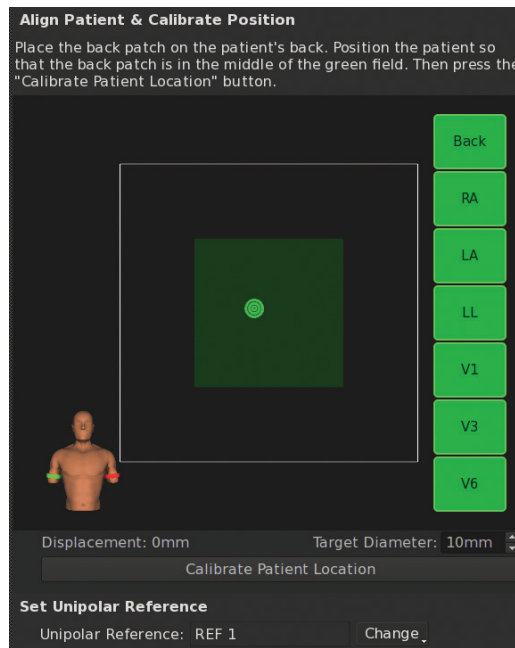 Align Patient & Calibrate Position
Place the back patch on the patient's back. Position the patient so
that the back patch is in the middle of the green field. Then press the
"Calibrate Patient Location" button.
Back
RA
LA
LL
V1
V3
V6
Displacement: 0mm Target Diameter: 10mm
Calibrate Patient Location
Set Unipolar Reference
Unipolar Reference: REF 1 Change